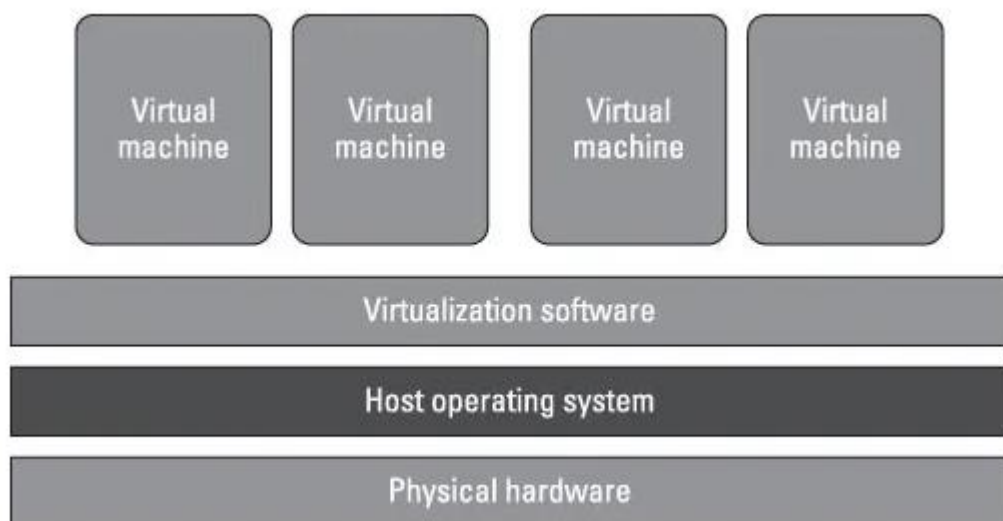 Virtual
machine
Virtual
machine
Virtual
machine
Virtual
machine
Virtualization software
Host operating system
Physical hardware